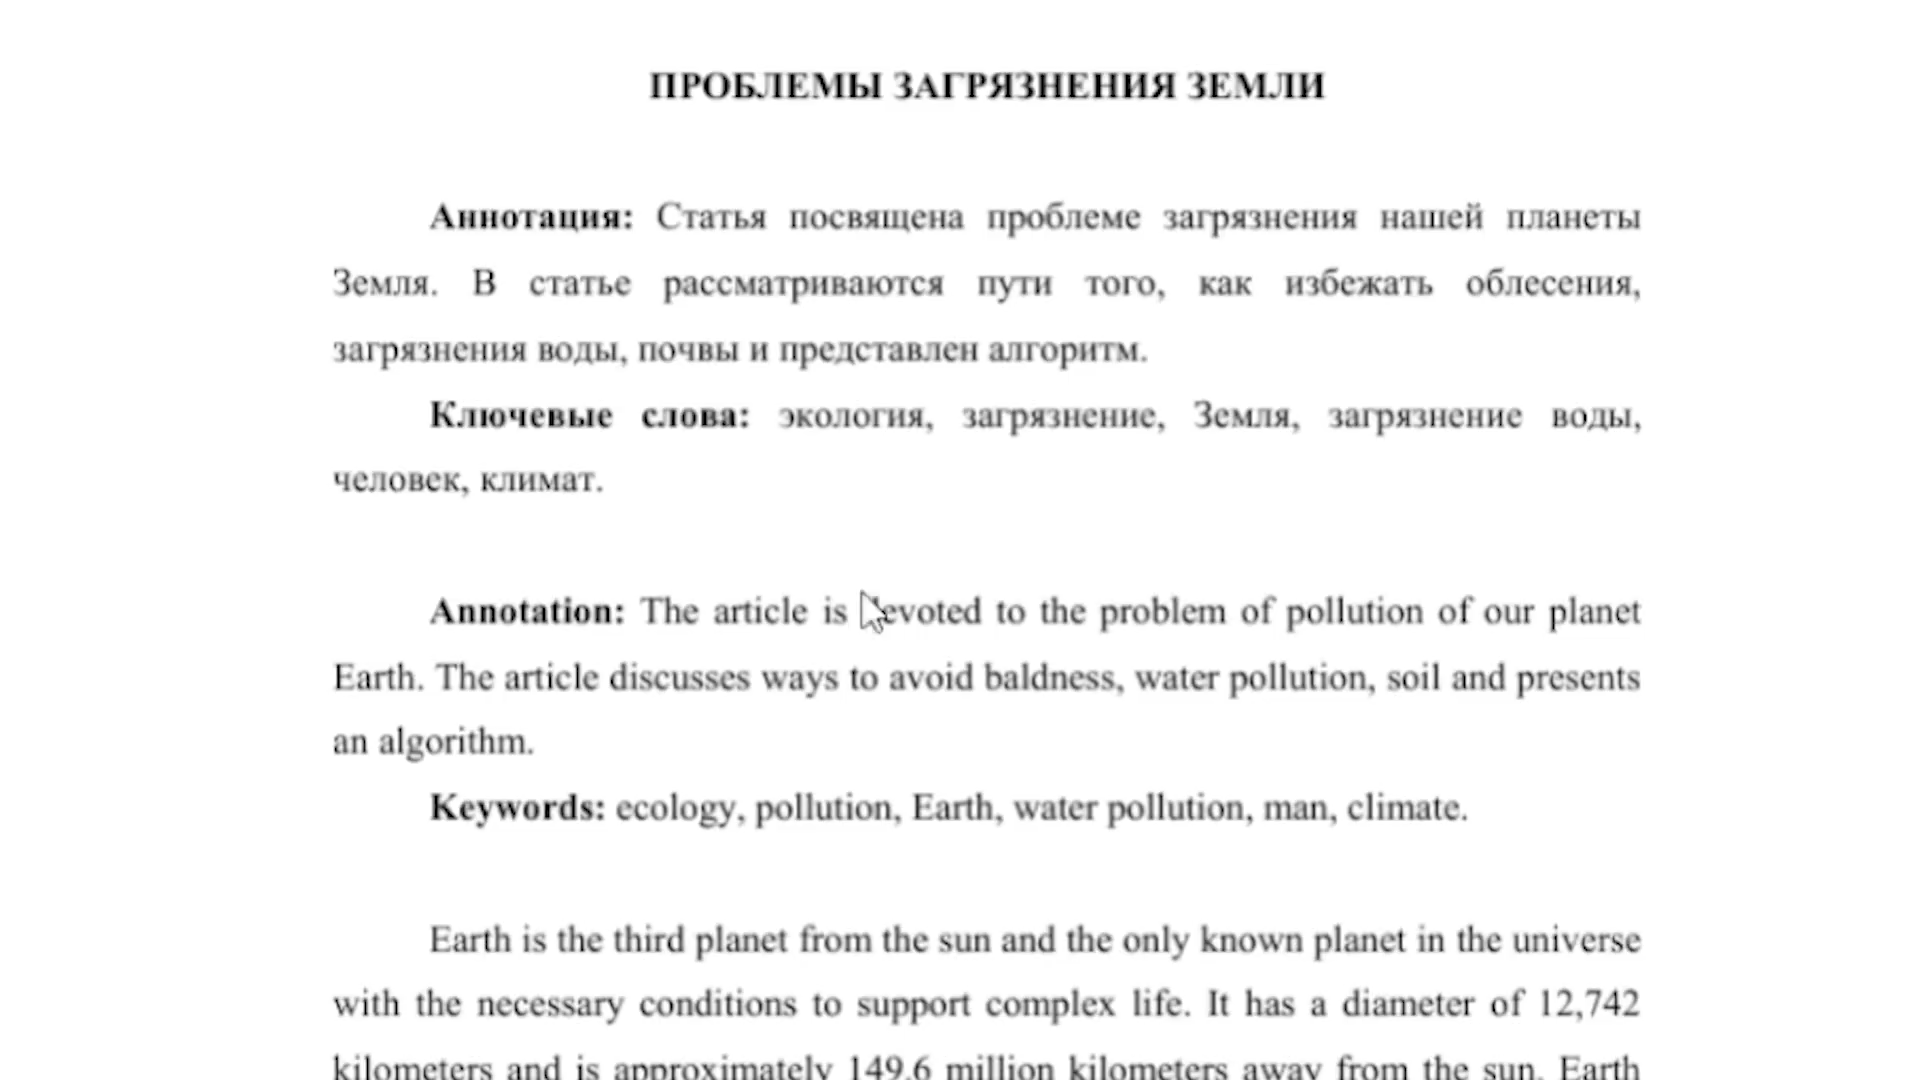 ПРОБЛЕМЫ ЗАГРЯЗНЕНИЯ ЗЕМЛИ
Аннотация: Статья посвящена проблеме загрязнения нашей планеты
Земля. В статье рассматриваются пути того, как избежать облесения,
загрязнения воды, почвы и представлен алгоритм.
Ключевые слова: экология, загрязнение, Земля, загрязнение воды,
человек, климат.
Annotation: The article is devoted to the problem of pollution of our planet
Earth. The article discusses ways to avoid baldness, water pollution, soil and presents
an algorithm.
Keywords: ecology, pollution, Earth, water pollution, man, climate.
Earth is the third planet from the sun and the only known planet in the universe
with the necessary conditions to support complex life. It has a diameter of 12,742
kilometers and is approximately 149.6 million kilometers away from the sun. Earth